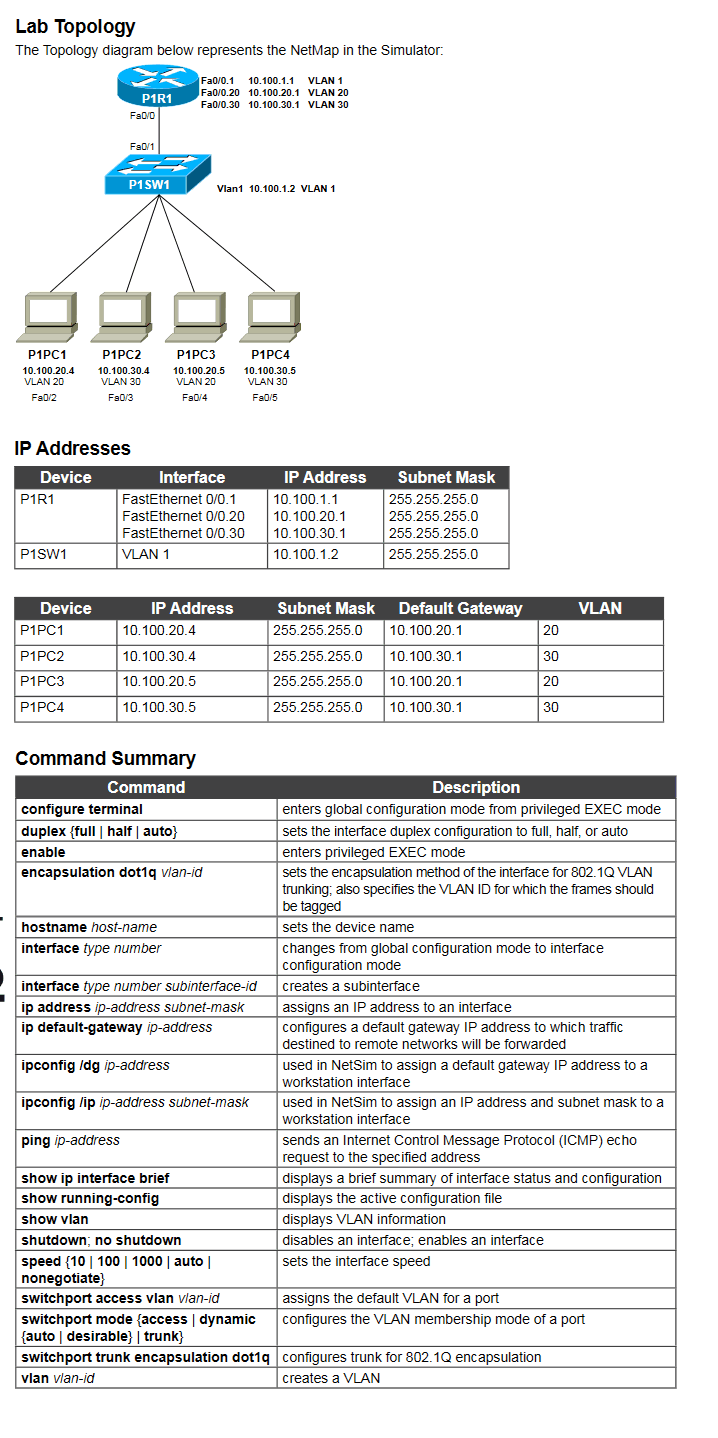 Lab Topology
The Topology diagram below represents the NetMap in the Simulator:
P1R1
Fa0/0.1 10.100.1.1 VLAN 1
Fa0/0.20 10.100.20.1 VLAN 20
Fa0/0.30 10.100.30.1 VLAN 30
Fa0/0
Fa0/1
P1SW1
Vlan1 10.100.1.2 VLAN 1
P1PC1 P1PC2 P1PC3 P1PC4
10.100.20.4 10.100.30.4 10.100.20.5 10.100.30.5
VLAN 20 VLAN 30 VLAN 20 VLAN 30
Fa0/2 Fa0/3 Fa0/4 Fa0/5
IP Addresses
Device Interface IP Address Subnet Mask
P1R1 FastEthernet 0/0.1 10.100.1.1 255.255.255.0
FastEthernet 0/0.20 10.100.20.1 255.255.255.0
FastEthernet 0/0.30 10.100.30.1 255.255.255.0
P1SW1 VLAN 1 10.100.1.2 255.255.255.0
Device IP Address Subnet Mask Default Gateway VLAN
P1PC1 10.100.20.4 255.255.255.0 10.100.20.1 20
P1PC2 10.100.30.4 255.255.255.0 10.100.30.1 30
P1PC3 10.100.20.5 255.255.255.0 10.100.20.1 20
P1PC4 10.100.30.5 255.255.255.0 10.100.30.1 30
Command Summary
Command Description
configure terminal enters global configuration mode from privileged EXEC mode
duplex {full | half | auto} sets the interface duplex configuration to full, half, or auto
enable enters privileged EXEC mode
encapsulation dot1q vlan-id sets the encapsulation method of the interface for 802.1Q VLAN
trunking; also specifies the VLAN ID for which the frames should
be tagged
hostname host-name sets the device name
interface type number changes from global configuration mode to interface
configuration mode
interface type number subinterface-id creates a subinterface
ip address ip-address subnet-mask assigns an IP address to an interface
ip default-gateway ip-address configures a default gateway IP address to which traffic
destined to remote networks will be forwarded
ipconfig /dg ip-address used in NetSim to assign a default gateway IP address to a
workstation interface
ipconfig /ip ip-address subnet-mask used in NetSim to assign an IP address and subnet mask to a
workstation interface
ping ip-address sends an Internet Control Message Protocol (ICMP) echo
request to the specified address
show ip interface brief displays a brief summary of interface status and configuration
show running-config displays the active configuration file
show vlan displays VLAN information
shutdown; no shutdown disables an interface; enables an interface
speed {10 | 100 | 1000 | auto | sets the interface speed
nonegotiate}
switchport access vlan vlan-id assigns the default VLAN for a port
switchport mode {access | dynamic configures the VLAN membership mode of a port
{auto | desirable} | trunk}
switchport trunk encapsulation dot1q configures trunk for 802.1Q encapsulation
vlan vlan-id creates a VLAN